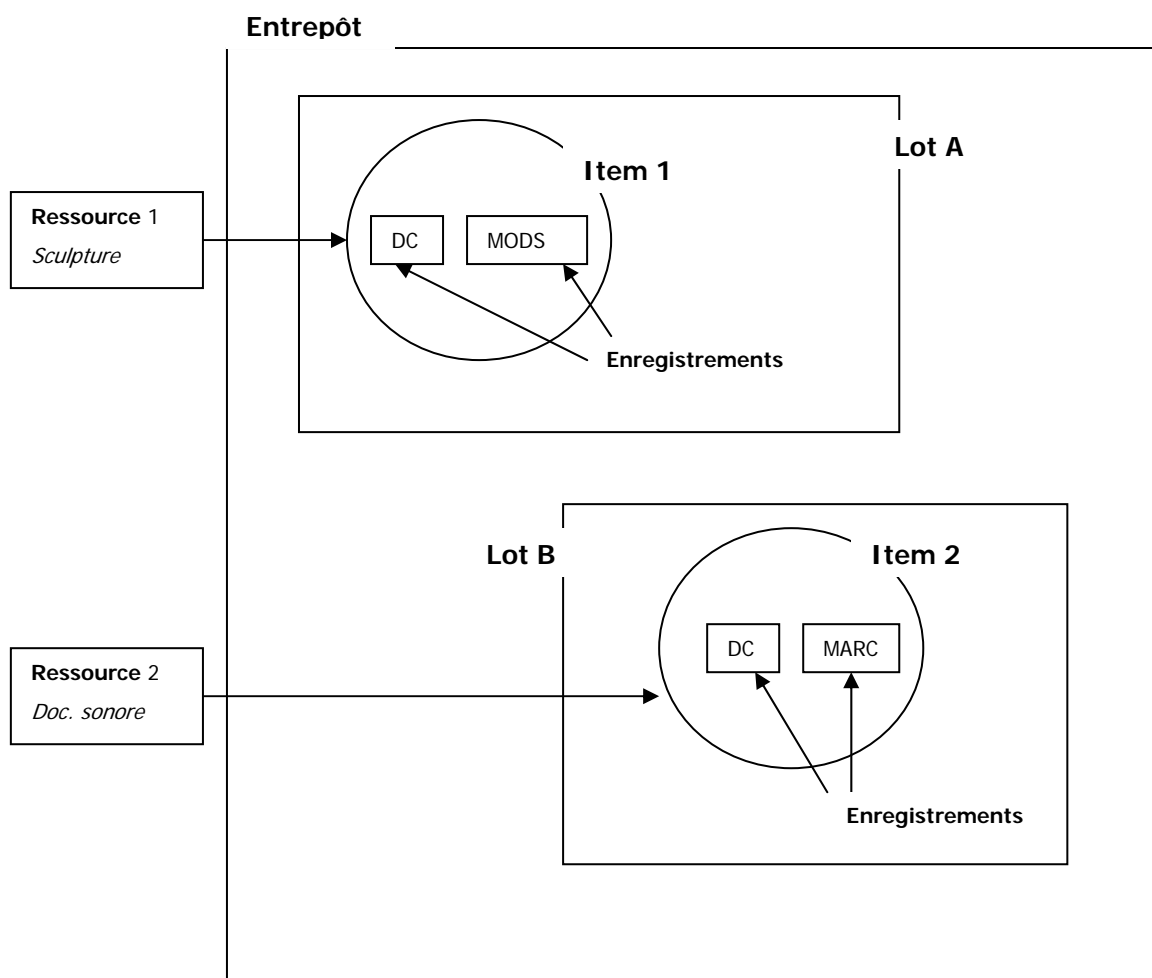 Entrepôt
Lot A
Item 1
Ressource 1
Sculpture
DC
MODS
Enregistrements
Lot B
Item 2
Ressource 2
Doc. sonore
DC
MARC
Enregistrements